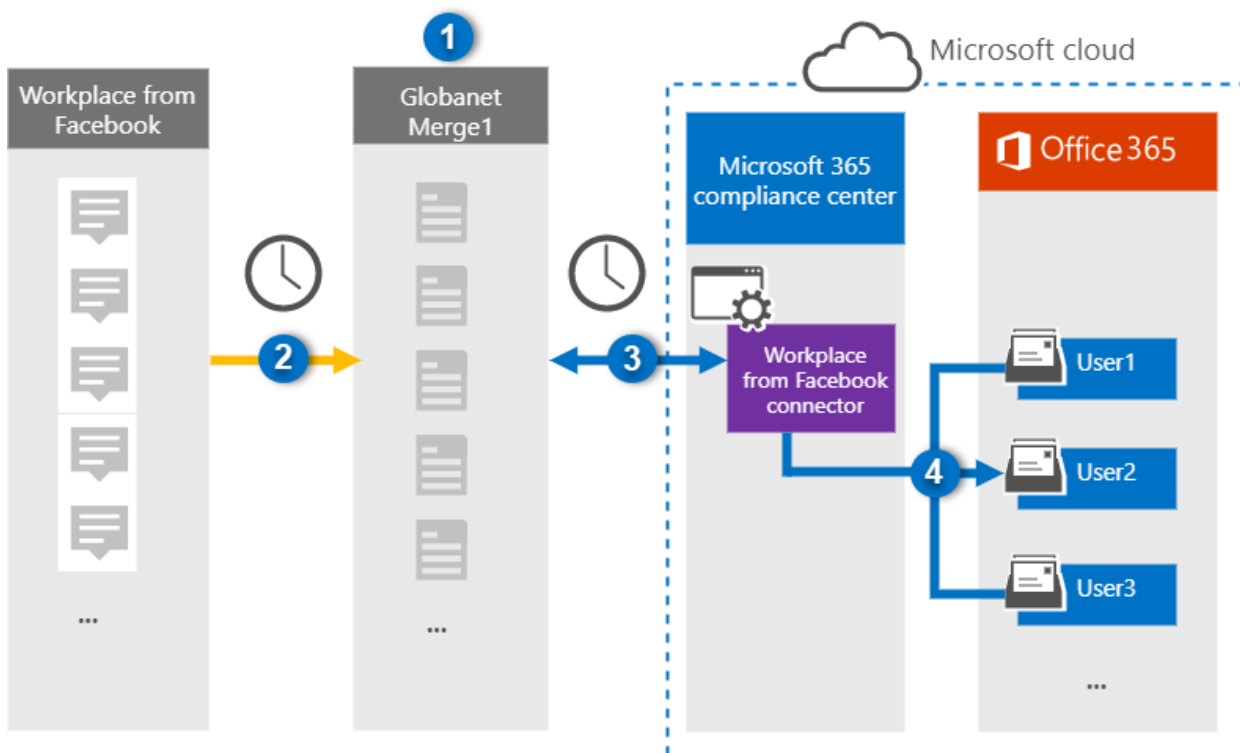 1
Microsoft cloud
Workplace from
Facebook
Globanet
Merge1
Microsoft 365
compliance center
Office 365
2
3
Workplace
from Facebook
connector
User1
4
User2
User3
...
...
...